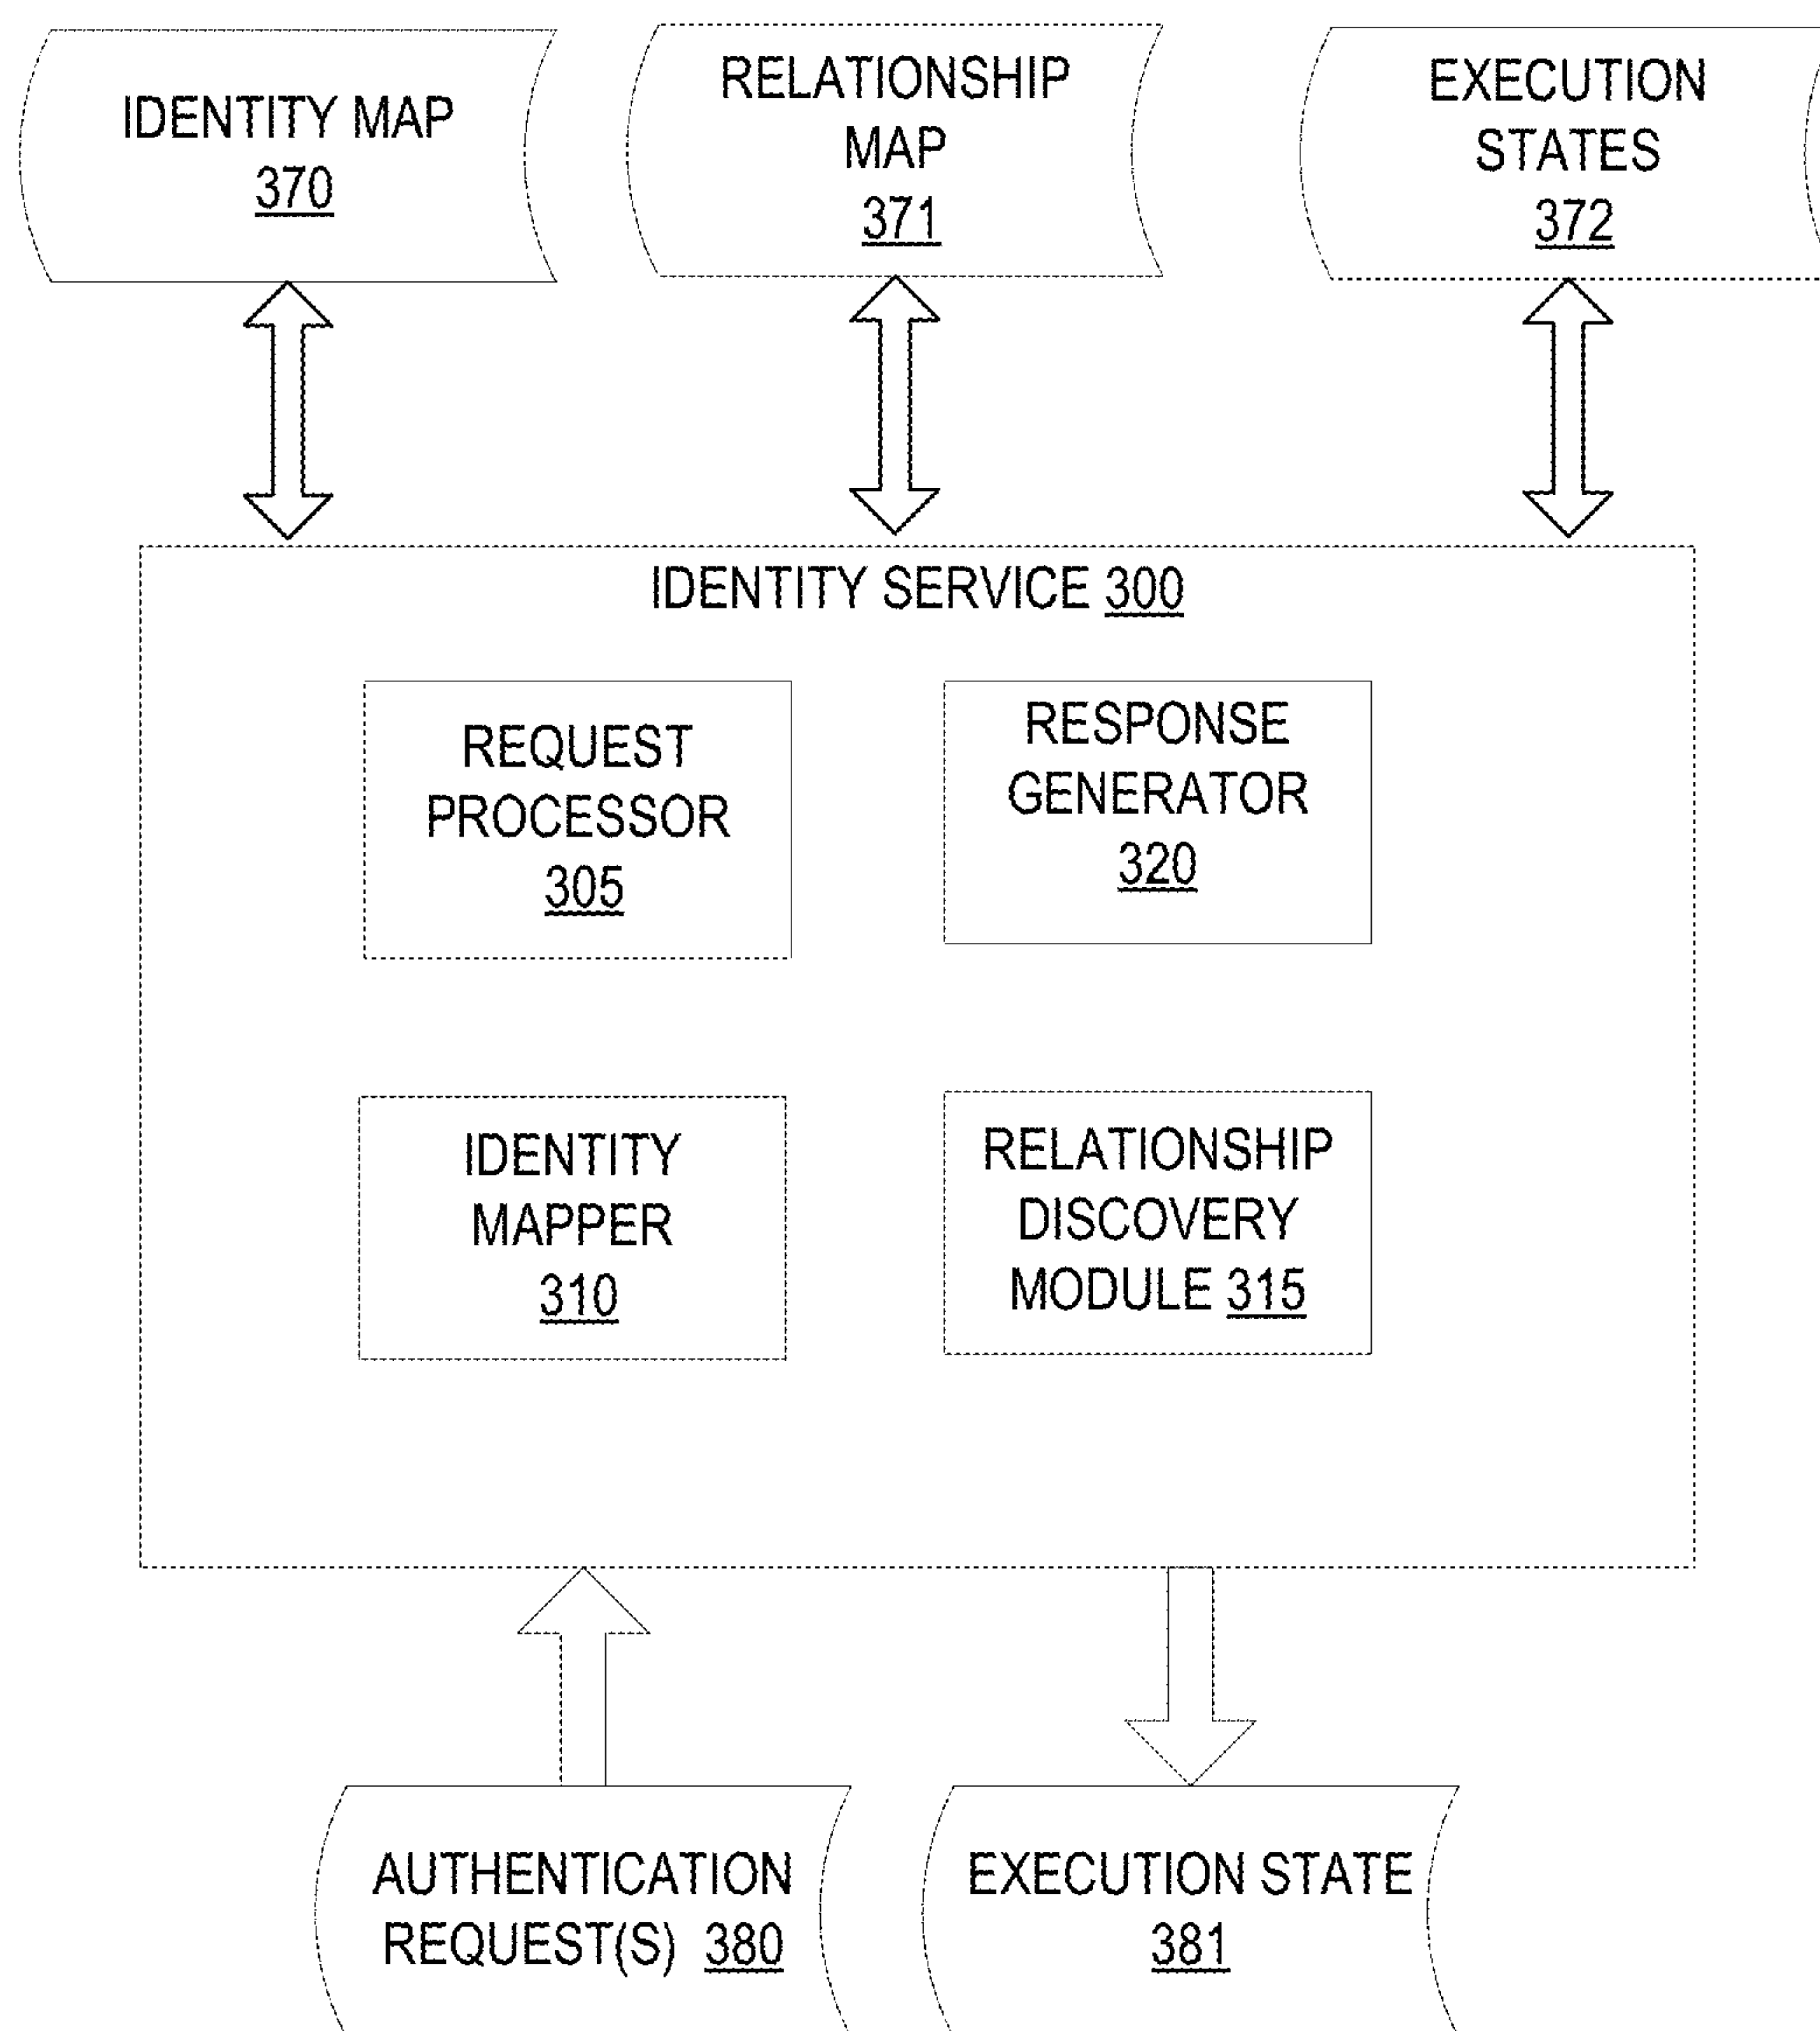 IDENTITY MAP
370
RELATIONSHIP
MAP
371
EXECUTION
STATES
372
IDENTITY SERVICE 300
REQUEST
PROCESSOR
305
RESPONSE
GENERATOR
320
IDENTITY
MAPPER
310
RELATIONSHIP
DISCOVERY
MODULE 315
AUTHENTICATION
REQUEST(S) 380
EXECUTION STATE
381